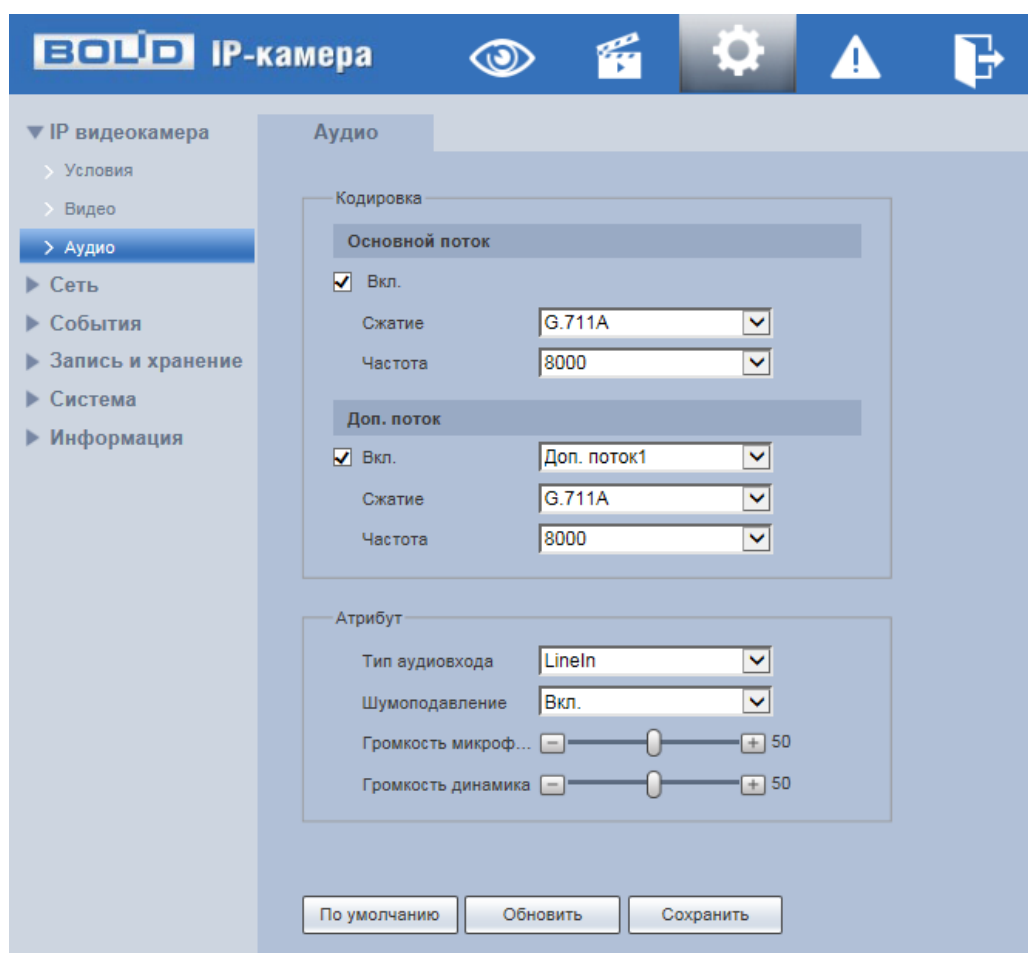 BOLID IP-камера
IP видеокамера
Условия
Видео
Аудио
Сеть
События
Запись и хранение
Система
Информация
Аудио
Кодировка
Основной поток
Вкл.
Сжатие G.711A
Частота 8000
Доп. поток
Вкл. Доп. поток1
Сжатие G.711A
Частота 8000
Атрибут
Тип аудиовхода LineIn
Шумоподавление Вкл.
Громкость микроф... 50
Громкость динамика 50
По умолчанию Обновить Сохранить